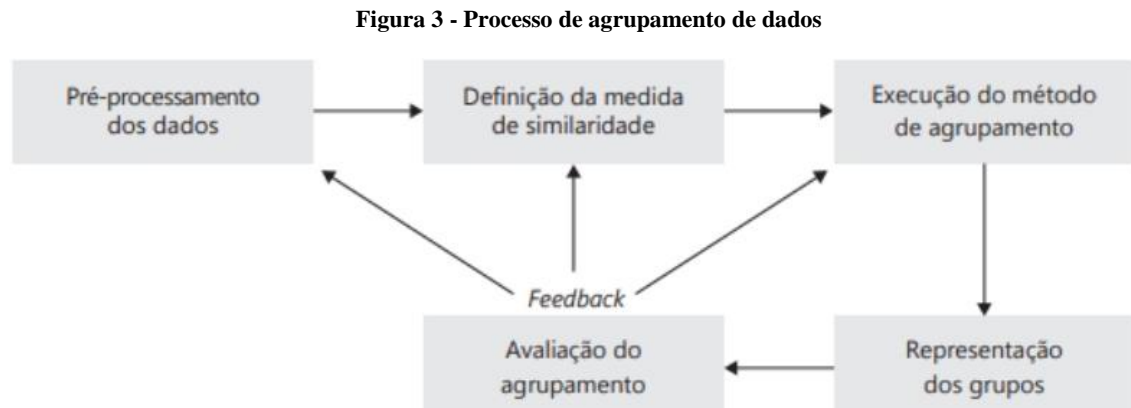 Figura 3 - Processo de agrupamento de dados
Pré-processamento
dos dados
Definição da medida
de similaridade
Execução do método
de agrupamento
Feedback
Avaliação do
agrupamento
Representação
dos grupos